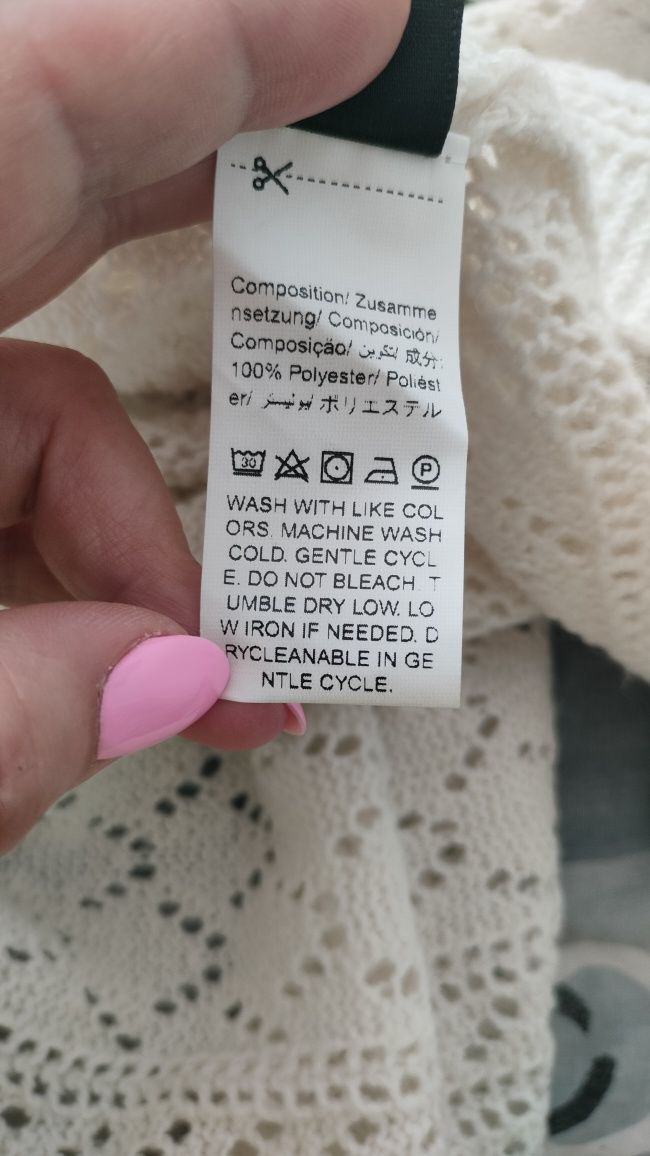 Composition/ Zusamme
nsetzung/ Composición/
Composição/ تكوين/ 成分:
100% Polyester/ Poliést
er/ بوليستر ポリエステル
30
P
WASH WITH LIKE COL
ORS. MACHINE WASH
COLD. GENTLE CYCL
E. DO NOT BLEACH. T
UMBLE DRY LOW. LO
W IRON IF NEEDED. D
RYCLEANABLE IN GE
NTLE CYCLE.